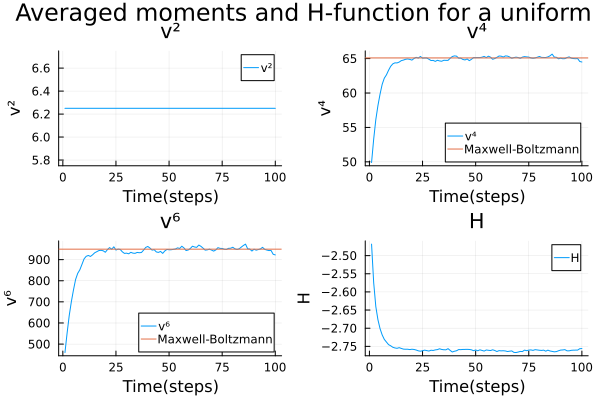 Averaged moments and H-function for a uniform
v²
v⁴
v²
6.6
6.4
6.2
6.0
5.8
v²
0 25 50 75 100
Time(steps)
v⁴
65
60
55
50
v⁴
Maxwell-Boltzmann
0 25 50 75 100
Time(steps)
v⁶
H
v⁶
900
800
700
600
500
v⁶
Maxwell-Boltzmann
0 25 50 75 100
Time(steps)
H
−2.50
−2.55
−2.60
−2.65
−2.70
−2.75
H
0 25 50 75 100
Time(steps)